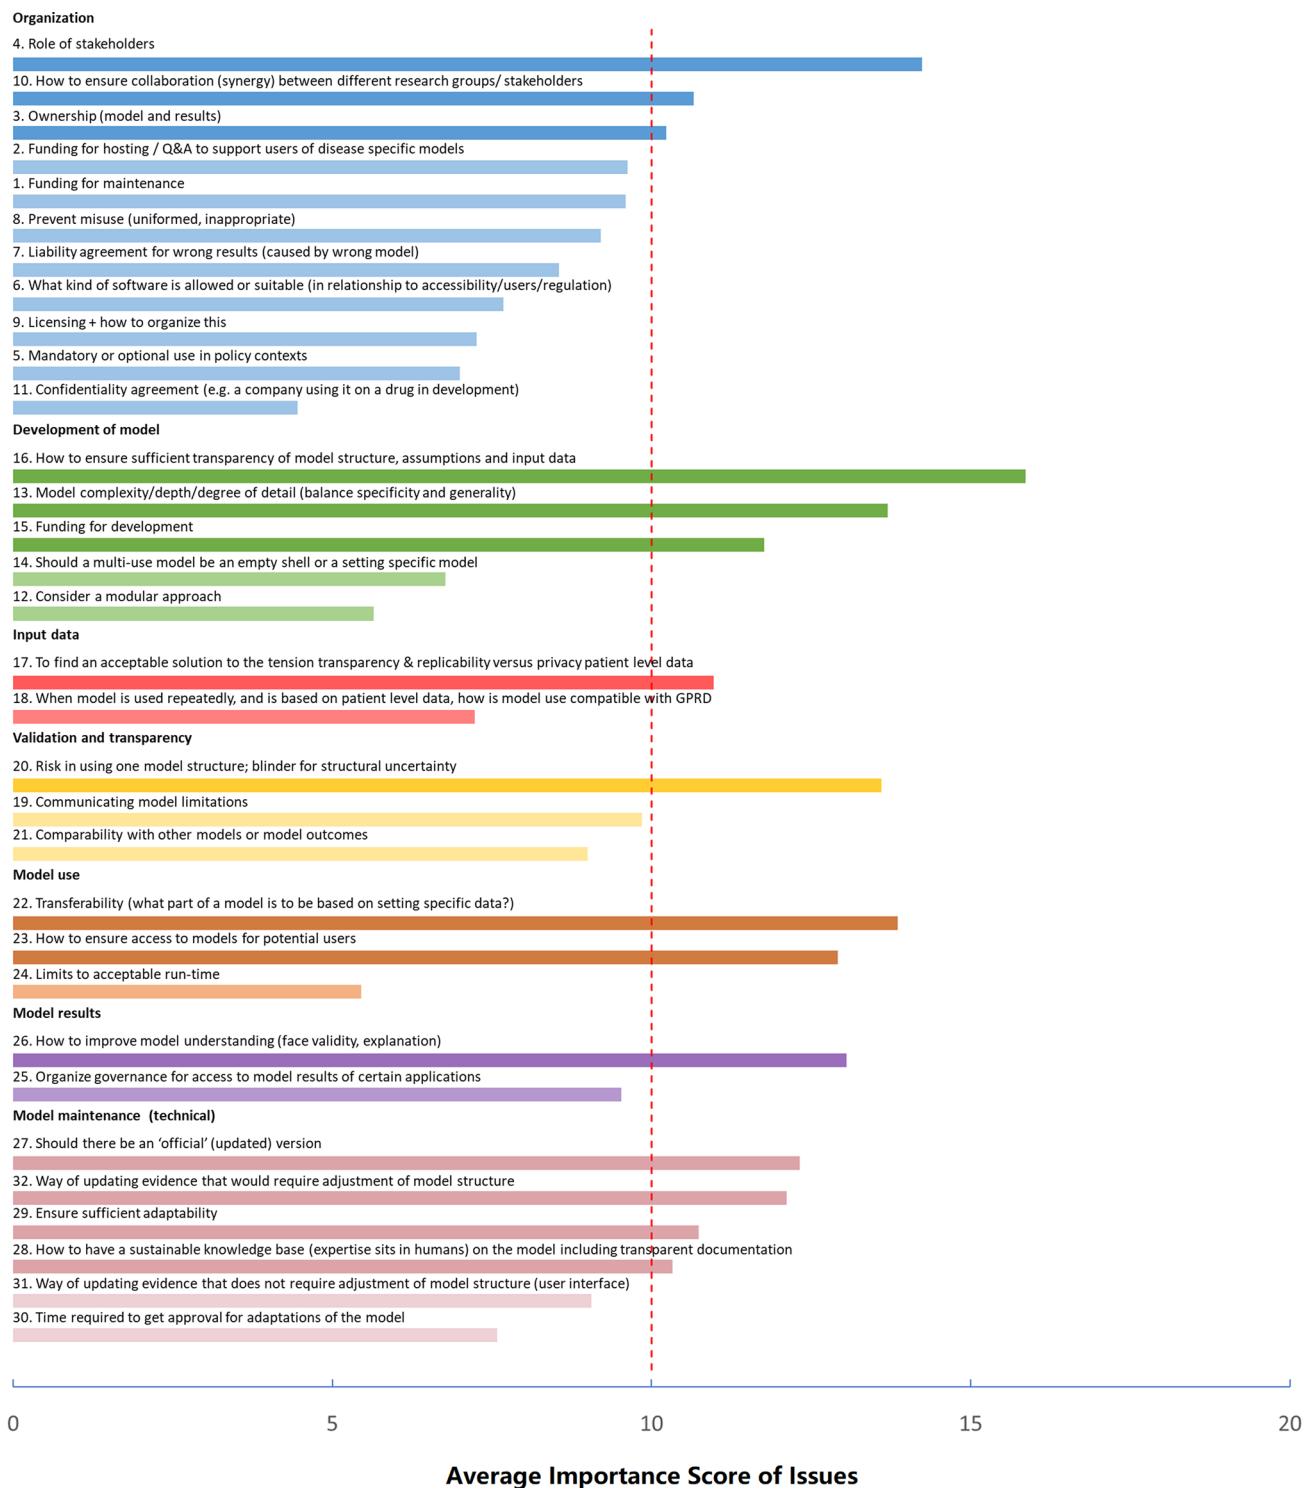 Organization
4. Role of stakeholders
10. How to ensure collaboration (synergy) between different research groups/ stakeholders
3. Ownership (model and results)
2. Funding for hosting / Q&A to support users of disease specific models
1. Funding for maintenance
8. Prevent misuse (uniformed, inappropriate)
7. Liability agreement for wrong results (caused by wrong model)
6. What kind of software is allowed or suitable (in relationship to accessibility/users/regulation)
9. Licensing + how to organize this
5. Mandatory or optional use in policy contexts
11. Confidentiality agreement (e.g. a company using it on a drug in development)
Development of model
16. How to ensure sufficient transparency of model structure, assumptions and input data
13. Model complexity/depth/degree of detail (balance specificity and generality)
15. Funding for development
14. Should a multi-use model be an empty shell or a setting specific model
12. Consider a modular approach
Input data
17. To find an acceptable solution to the tension transparency & replicability versus privacy patient level data
18. When model is used repeatedly, and is based on patient level data, how is model use compatible with GPRD
Validation and transparency
20. Risk in using one model structure; blinder for structural uncertainty
19. Communicating model limitations
21. Comparability with other models or model outcomes
Model use
22. Transferability (what part of a model is to be based on setting specific data?)
23. How to ensure access to models for potential users
24. Limits to acceptable run-time
Model results
26. How to improve model understanding (face validity, explanation)
25. Organize governance for access to model results of certain applications
Model maintenance (technical)
27. Should there be an ‘official’ (updated) version
32. Way of updating evidence that would require adjustment of model structure
29. Ensure sufficient adaptability
28. How to have a sustainable knowledge base (expertise sits in humans) on the model including transparent documentation
31. Way of updating evidence that does not require adjustment of model structure (user interface)
30. Time required to get approval for adaptations of the model
0 5 10 15 20
Average Importance Score of Issues